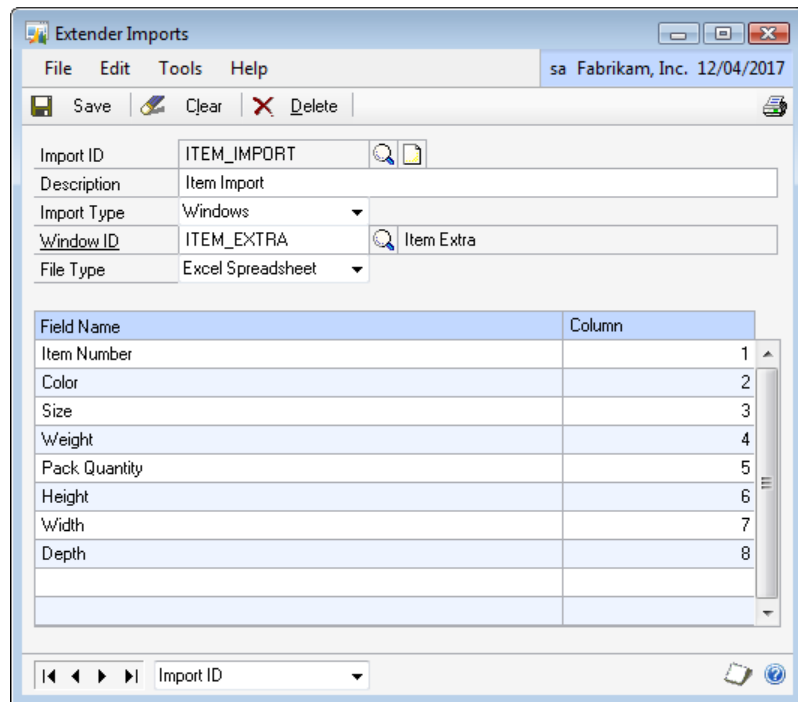 Extender Imports
File Edit Tools Help sa Fabrikam, Inc. 12/04/2017
Save Clear Delete
Import ID ITEM_IMPORT
Description Item Import
Import Type Windows
Window ID ITEM_EXTRA Item Extra
File Type Excel Spreadsheet
Field Name Column
Item Number 1
Color 2
Size 3
Weight 4
Pack Quantity 5
Height 6
Width 7
Depth 8
Import ID